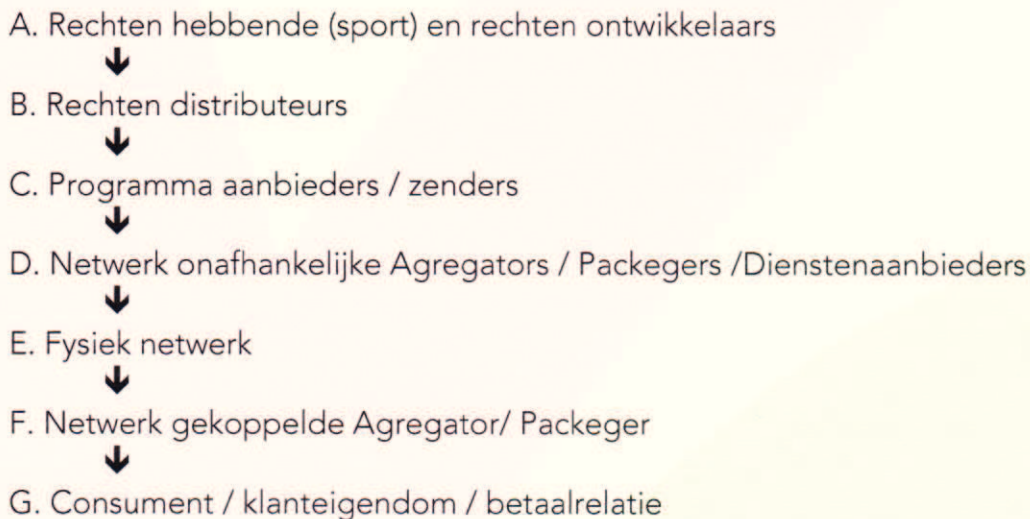 A. Rechten hebbende (sport) en rechten ontwikkelaars
B. Rechten distributeurs
C. Programma aanbieders / zenders
D. Netwerk onafhankelijke Agregators / Packegers /Dienstenaanbieders
E. Fysiek netwerk
F. Netwerk gekoppelde Agregator/ Packeger
G. Consument / klanteigendom / betaalrelatie